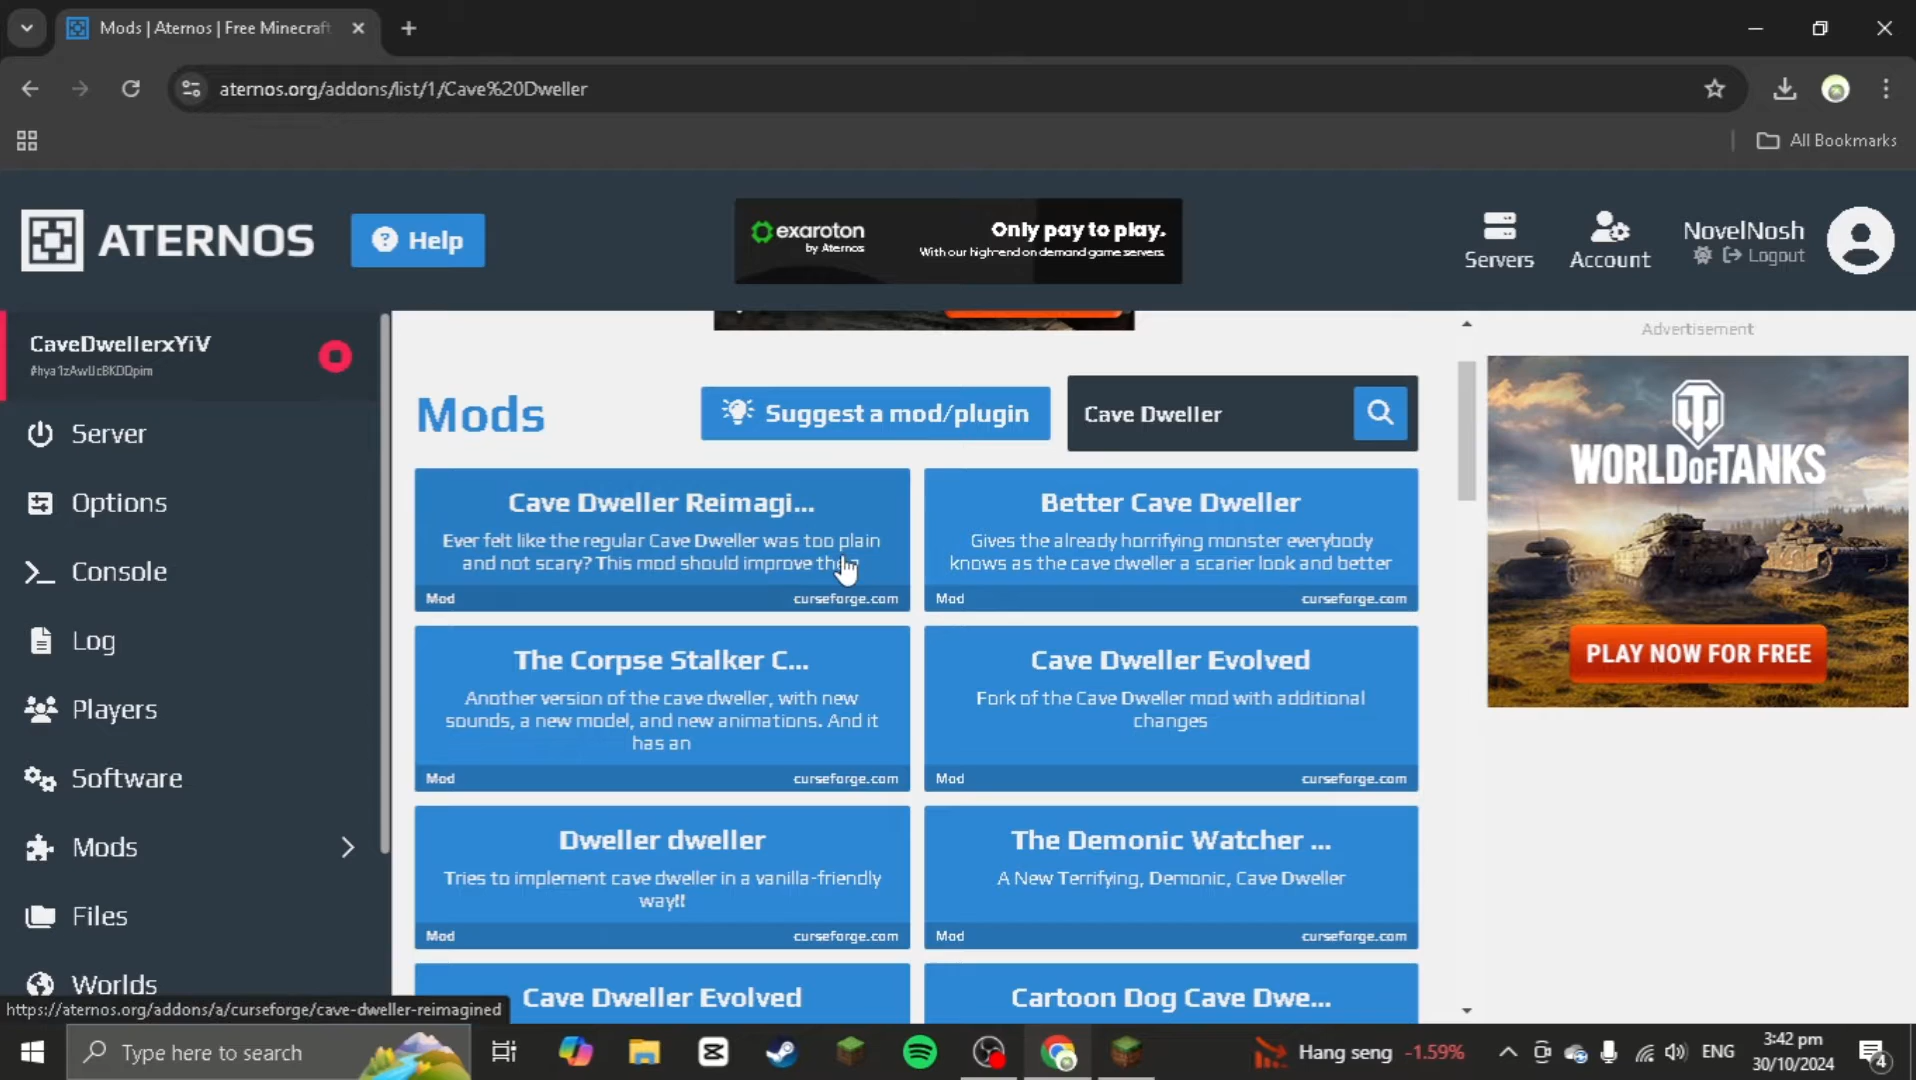 Mods | Aternos | Free Minecraft
aternos.org/addons/list/1/Cave%20Dweller
All Bookmarks
ATERNOS
Help
exaroton
by Aternos
Only pay to play.
With our high-end on demand game servers.
Servers
Account
NovelNosh
Logout
CaveDwellerxYiV
Server
Options
Console
Log
Players
Software
Mods
Files
Worlds
Mods
Suggest a mod/plugin
Cave Dweller
Cave Dweller Reimagi...
Ever felt like the regular Cave Dweller was too plain
and not scary? This mod should improve the
Mod
curseforge.com
Better Cave Dweller
Gives the already horrifying monster everybody
knows as the cave dweller a scarier look and better
Mod
curseforge.com
The Corpse Stalker C...
Another version of the cave dweller, with new
sounds, a new model, and new animations. And it
has an
Mod
curseforge.com
Cave Dweller Evolved
Fork of the Cave Dweller mod with additional
changes
Mod
curseforge.com
Dweller dweller
Tries to implement cave dweller in a vanilla-friendly
way!!
Mod
curseforge.com
The Demonic Watcher ...
A New Terrifying, Demonic, Cave Dweller
Mod
curseforge.com
Cave Dweller Evolved
Cartoon Dog Cave Dwe...
Advertisement
WORLD OF TANKS
PLAY NOW FOR FREE
https://aternos.org/addons/a/curseforge/cave-dweller-reimagined
Type here to search
Hang seng -1.59%
ENG
3:42 pm
30/10/2024
4